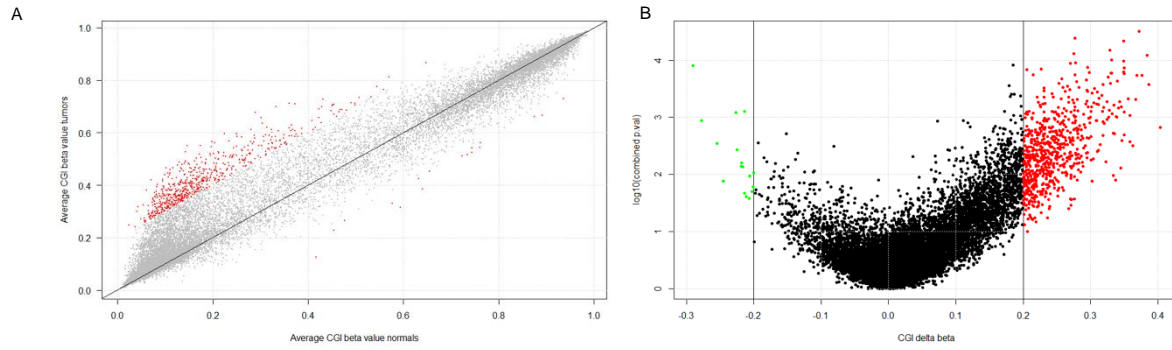 A
1.0
0.8
0.6
0.4
0.2
0.0
Average CGI beta value tumors
0.0 0.2 0.4 0.6 0.8 1.0
Average CGI beta value normals
B
4
3
2
1
0
log10(combined p.val)
-0.3 -0.2 -0.1 0.0 0.1 0.2 0.3 0.4
CGI delta beta